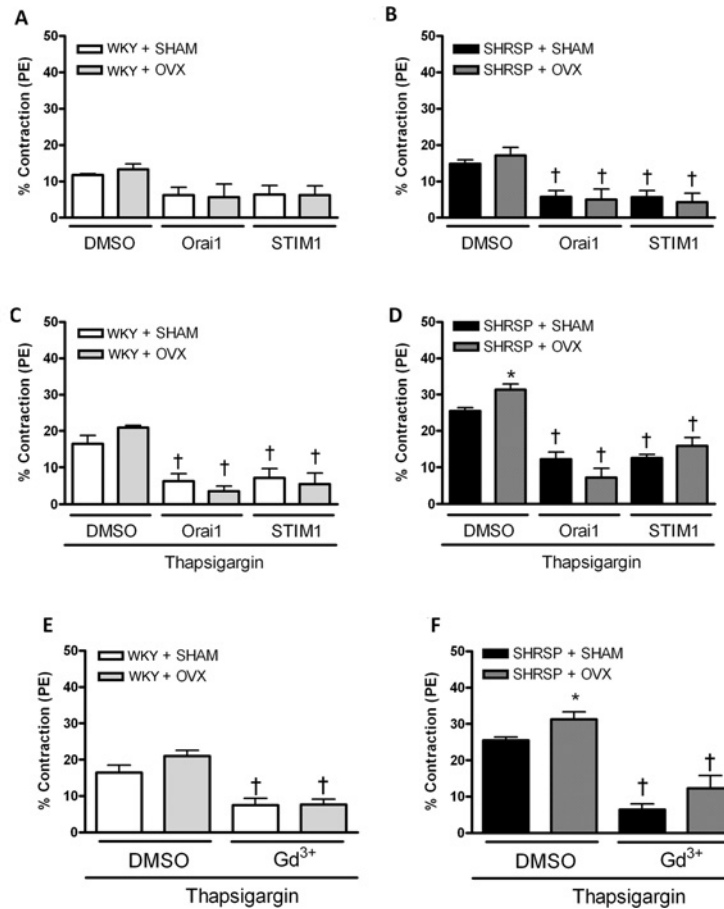 A
WKY + SHAM
WKY + OVX
% Contraction (PE)
50
40
30
20
10
0
DMSO Orai1 STIM1
B
SHRSP + SHAM
SHRSP + OVX
% Contraction (PE)
50
40
30
20
10
0
† † † †
DMSO Orai1 STIM1
C
WKY + SHAM
WKY + OVX
% Contraction (PE)
50
40
30
20
10
0
† † † †
DMSO Orai1 STIM1
Thapsigargin
D
SHRSP + SHAM
SHRSP + OVX
% Contraction (PE)
50
40
30
20
10
0
* † † † †
DMSO Orai1 STIM1
Thapsigargin
E
WKY + SHAM
WKY + OVX
% Contraction (PE)
50
40
30
20
10
0
† †
DMSO Gd³⁺
Thapsigargin
F
SHRSP + SHAM
SHRSP + OVX
% Contraction (PE)
50
40
30
20
10
0
* † †
DMSO Gd³⁺
Thapsigargin